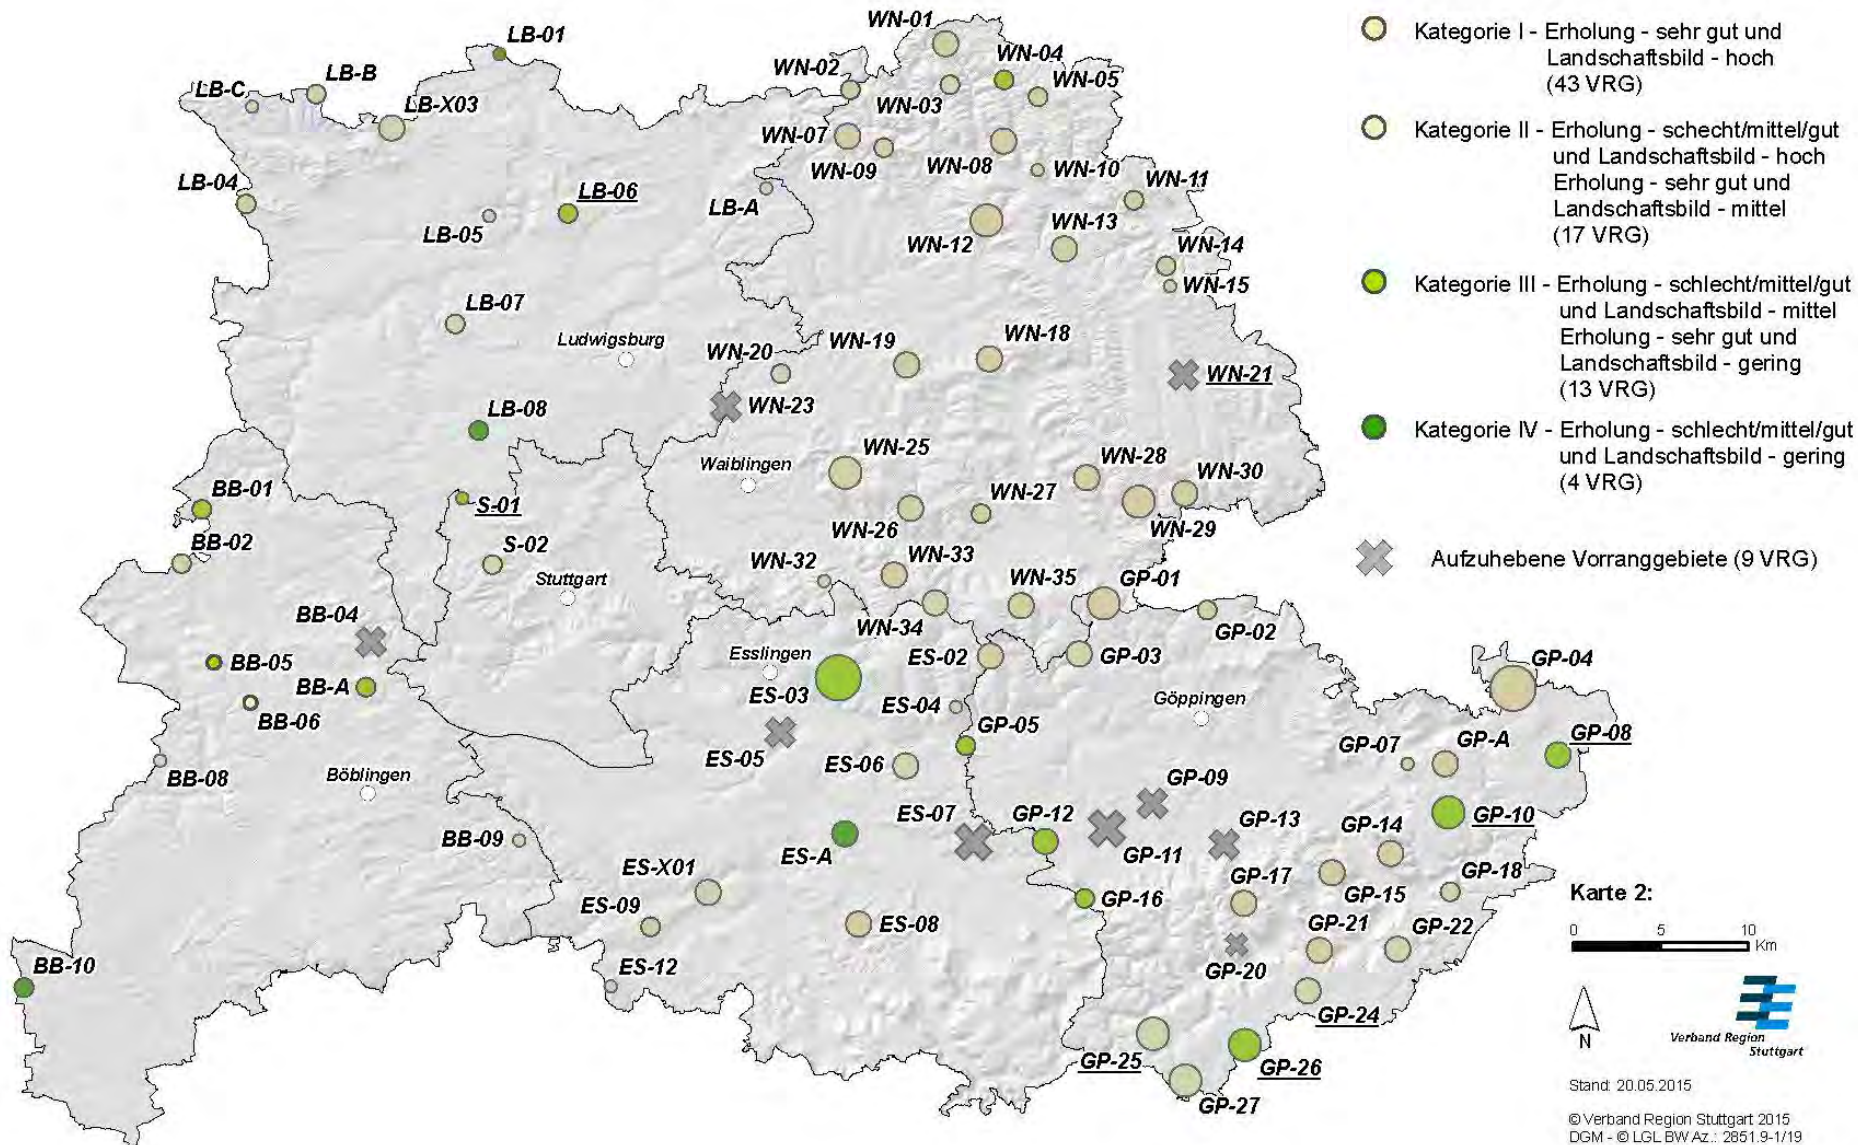 WN-01
LB-01
WN-04
WN-02
WN-05
LB-B
LB-C
LB-X03
WN-03
WN-07
WN-09
WN-08
WN-10
LB-04
LB-06
LB-A
WN-11
LB-05
WN-12
WN-13
WN-14
WN-15
LB-07
Ludwigsburg
WN-20
WN-19
WN-18
WN-21
WN-23
LB-08
WN-25
Waiblingen
WN-28
WN-30
BB-01
S-01
WN-27
WN-26
WN-29
BB-02
S-02
WN-33
WN-32
Stuttgart
WN-35
GP-01
BB-04
WN-34
GP-02
Esslingen
ES-02
GP-03
GP-04
BB-05
BB-A
ES-03
ES-04
Göppingen
BB-06
GP-05
ES-05
ES-06
GP-07
GP-A
GP-08
BB-08
Böblingen
GP-09
ES-07
GP-12
GP-13
GP-10
BB-09
ES-A
GP-11
GP-14
ES-X01
GP-17
GP-15
GP-18
ES-09
GP-16
ES-08
GP-21
GP-22
BB-10
ES-12
GP-20
GP-24
GP-25
GP-26
GP-27
Kategorie I - Erholung - sehr gut und
Landschaftsbild - hoch
(43 VRG)
Kategorie II - Erholung - schecht/mittel/gut
und Landschaftsbild - hoch
Erholung - sehr gut und
Landschaftsbild - mittel
(17 VRG)
Kategorie III - Erholung - schlecht/mittel/gut
und Landschaftsbild - mittel
Erholung - sehr gut und
Landschaftsbild - gering
(13 VRG)
Kategorie IV - Erholung - schlecht/mittel/gut
und Landschaftsbild - gering
(4 VRG)
Aufzuhebene Vorranggebiete (9 VRG)
Karte 2:
0 5 10
Km
N
Verband Region
Stuttgart
Stand: 20.05.2015
© Verband Region Stuttgart 2015
DGM - © LGL BW Az.: 2851.9-1/19